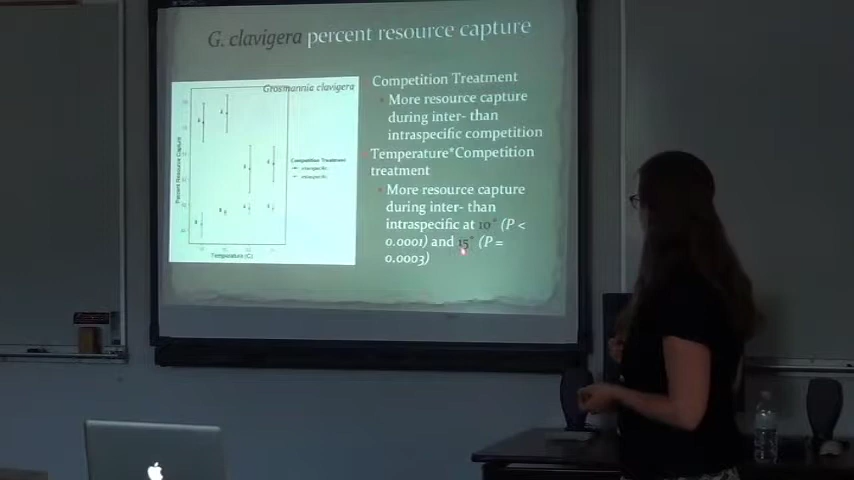 G. clavigera percent resource capture
Grosmannia clavigera
Percent Resource Capture
Competition Treatment
Temperature (C)
Competition Treatment
More resource capture
during inter- than
intraspecific competition
Temperature*Competition
treatment
More resource capture
during inter- than
intraspecific at 10° (P <
0.0001) and 15° (P =
0.0003)